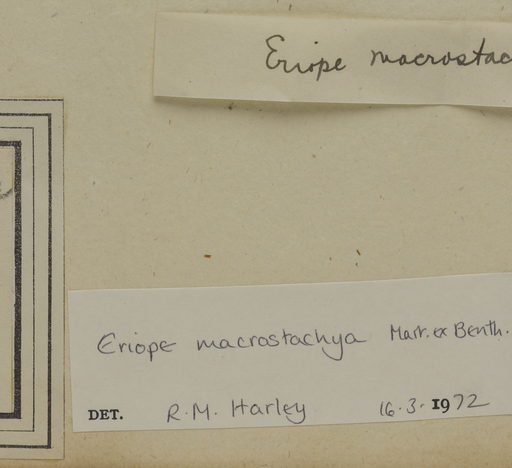 Eriope macrostac
Eriope macrostachya Mart. ex Benth.
DET. R.M. Harley 16.3.1972